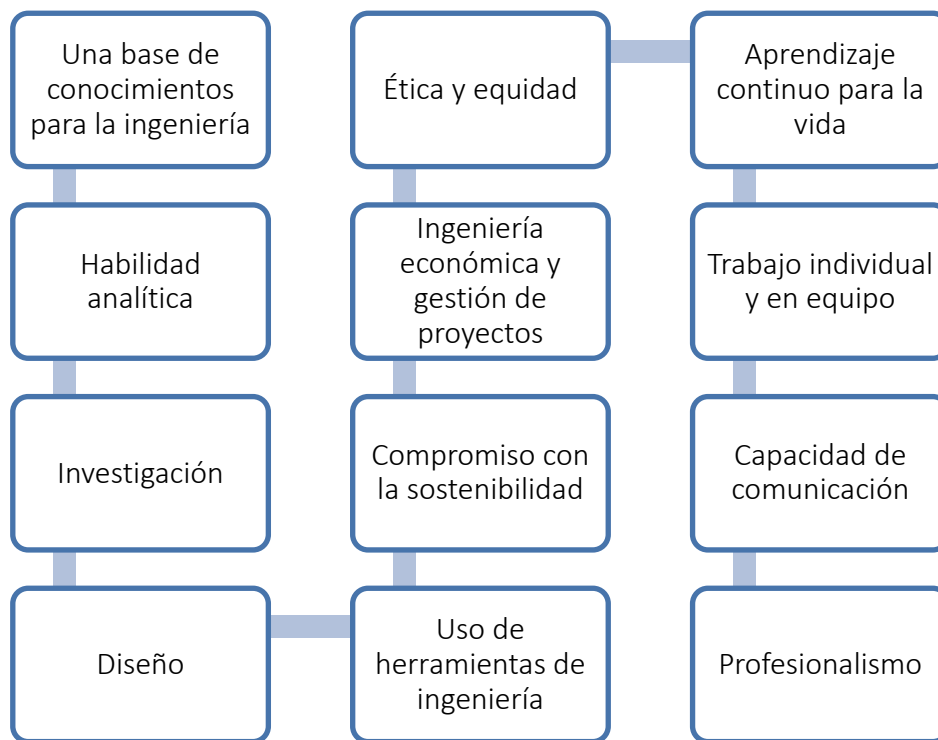 Una base de
conocimientos
para la ingeniería
Habilidad
analítica
Investigación
Diseño
Uso de
herramientas de
ingeniería
Compromiso con
la sostenibilidad
Ingeniería
económica y
gestión de
proyectos
Ética y equidad
Aprendizaje
continuo para la
vida
Trabajo individual
y en equipo
Capacidad de
comunicación
Profesionalismo